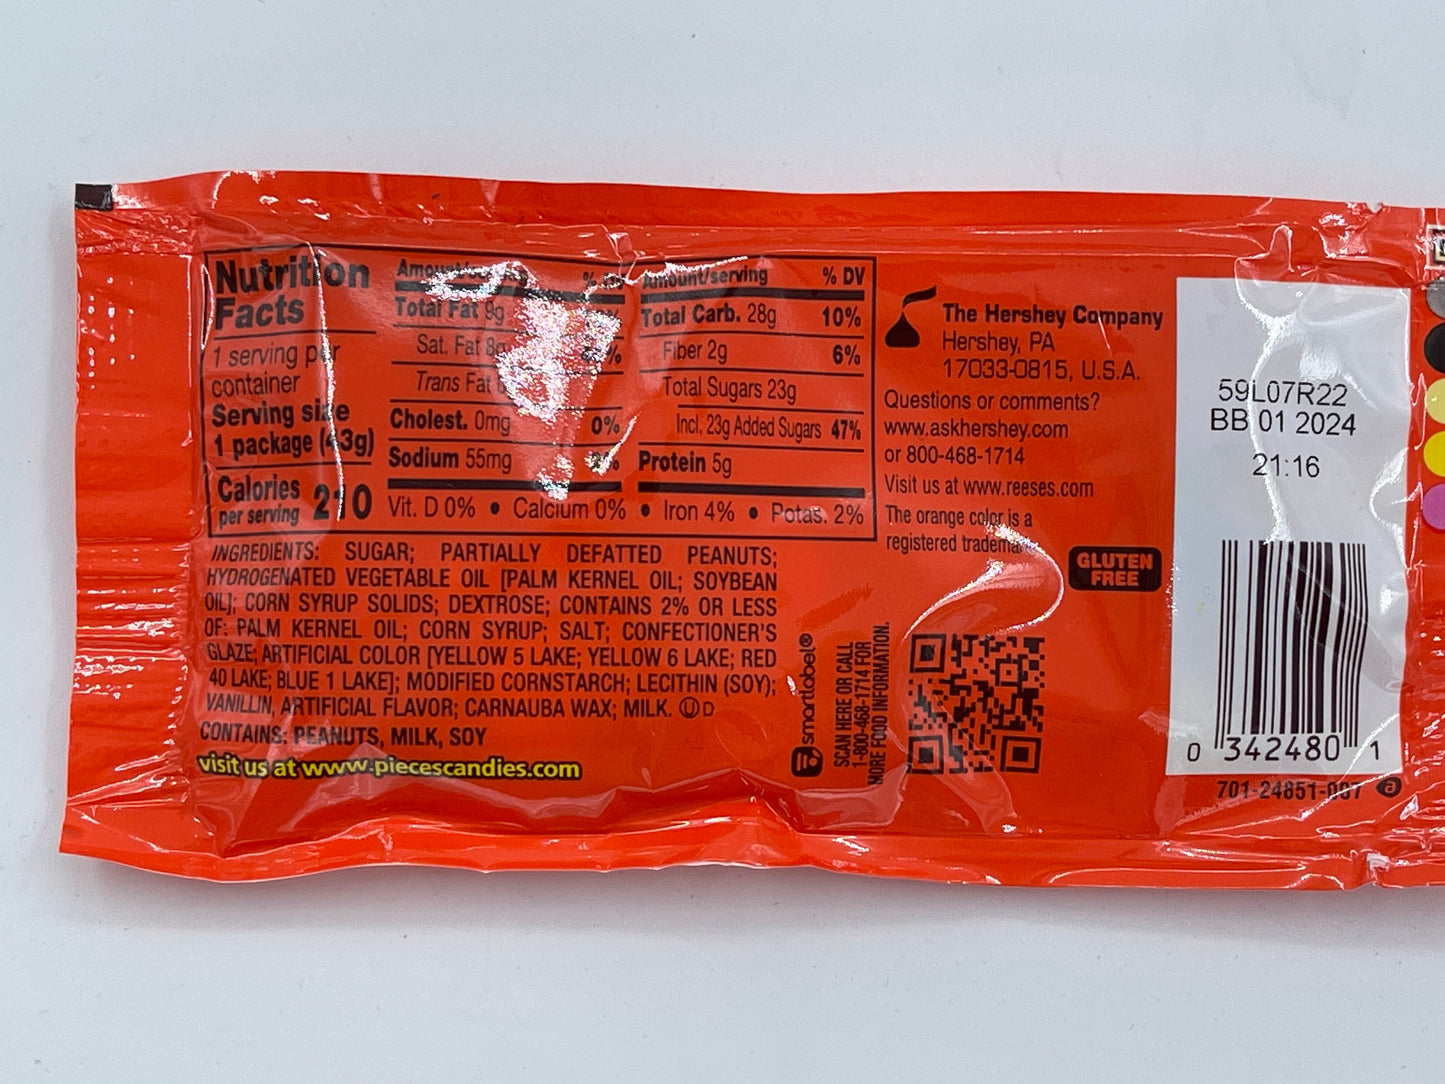 Nutrition
Facts
1 serving per
container
Serving size
1 package (43g)
Calories
per serving
210
Amount/serving % DV
Total Fat 9g
Sat. Fat 8g
Trans Fat
Cholest. 0mg 0%
Sodium 55mg
Amount/serving % DV
Total Carb. 28g 10%
Fiber 2g 6%
Total Sugars 23g
Incl. 23g Added Sugars 47%
Protein 5g
Vit. D 0% • Calcium 0% • Iron 4% • Potas. 2%
INGREDIENTS: SUGAR; PARTIALLY DEFATTED PEANUTS;
HYDROGENATED VEGETABLE OIL [PALM KERNEL OIL; SOYBEAN
OIL]; CORN SYRUP SOLIDS; DEXTROSE; CONTAINS 2% OR LESS
OF: PALM KERNEL OIL; CORN SYRUP; SALT; CONFECTIONER'S
GLAZE; ARTIFICIAL COLOR [YELLOW 5 LAKE; YELLOW 6 LAKE; RED
40 LAKE; BLUE 1 LAKE]; MODIFIED CORNSTARCH; LECITHIN (SOY);
VANILLIN, ARTIFICIAL FLAVOR; CARNAUBA WAX; MILK. Ⓤ D
CONTAINS: PEANUTS, MILK, SOY
visit us at www.piecescandies.com
smartlabel®
SCAN HERE OR CALL
1-800-468-1714 FOR
MORE FOOD INFORMATION.
The Hershey Company
Hershey, PA
17033-0815, U.S.A.
Questions or comments?
www.askhershey.com
or 800-468-1714
Visit us at www.reeses.com
The orange color is a
registered trademark
GLUTEN
FREE
59L07R22
BB 01 2024
21:16
0 342480 1
701-24851-007